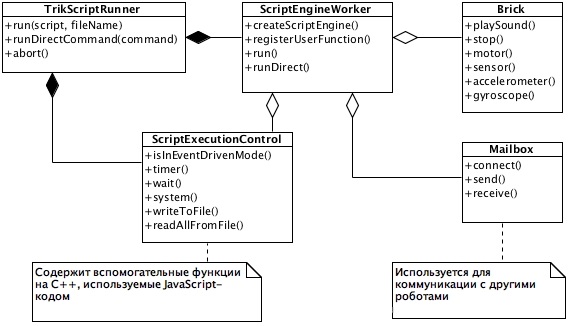 TrikScriptRunner
+run(script, fileName)
+runDirectCommand(command)
+abort()
ScriptEngineWorker
+createScriptEngine()
+registerUserFunction()
+run()
+runDirect()
Brick
+playSound()
+stop()
+motor()
+sensor()
+accelerometer()
+gyroscope()
ScriptExecutionControl
+isInEventDrivenMode()
+timer()
+wait()
+system()
+writeToFile()
+readAllFromFile()
Mailbox
+connect()
+send()
+receive()
Содержит вспомогательные функции
на C++, используемые JavaScript-
кодом
Используется для
коммуникации с другими
роботами